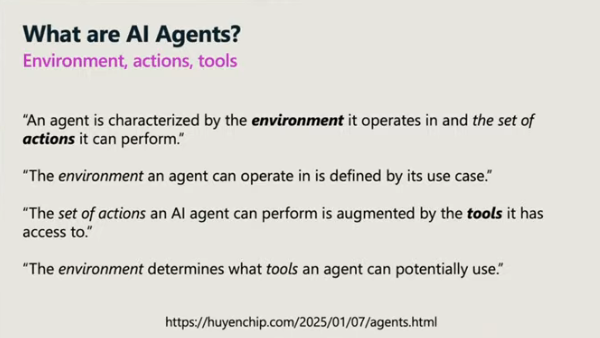 What are AI Agents?
Environment, actions, tools
“An agent is characterized by the environment it operates in and the set of
actions it can perform.”
“The environment an agent can operate in is defined by its use case.”
“The set of actions an AI agent can perform is augmented by the tools it has
access to.”
“The environment determines what tools an agent can potentially use.”
https://huyenchip.com/2025/01/07/agents.html